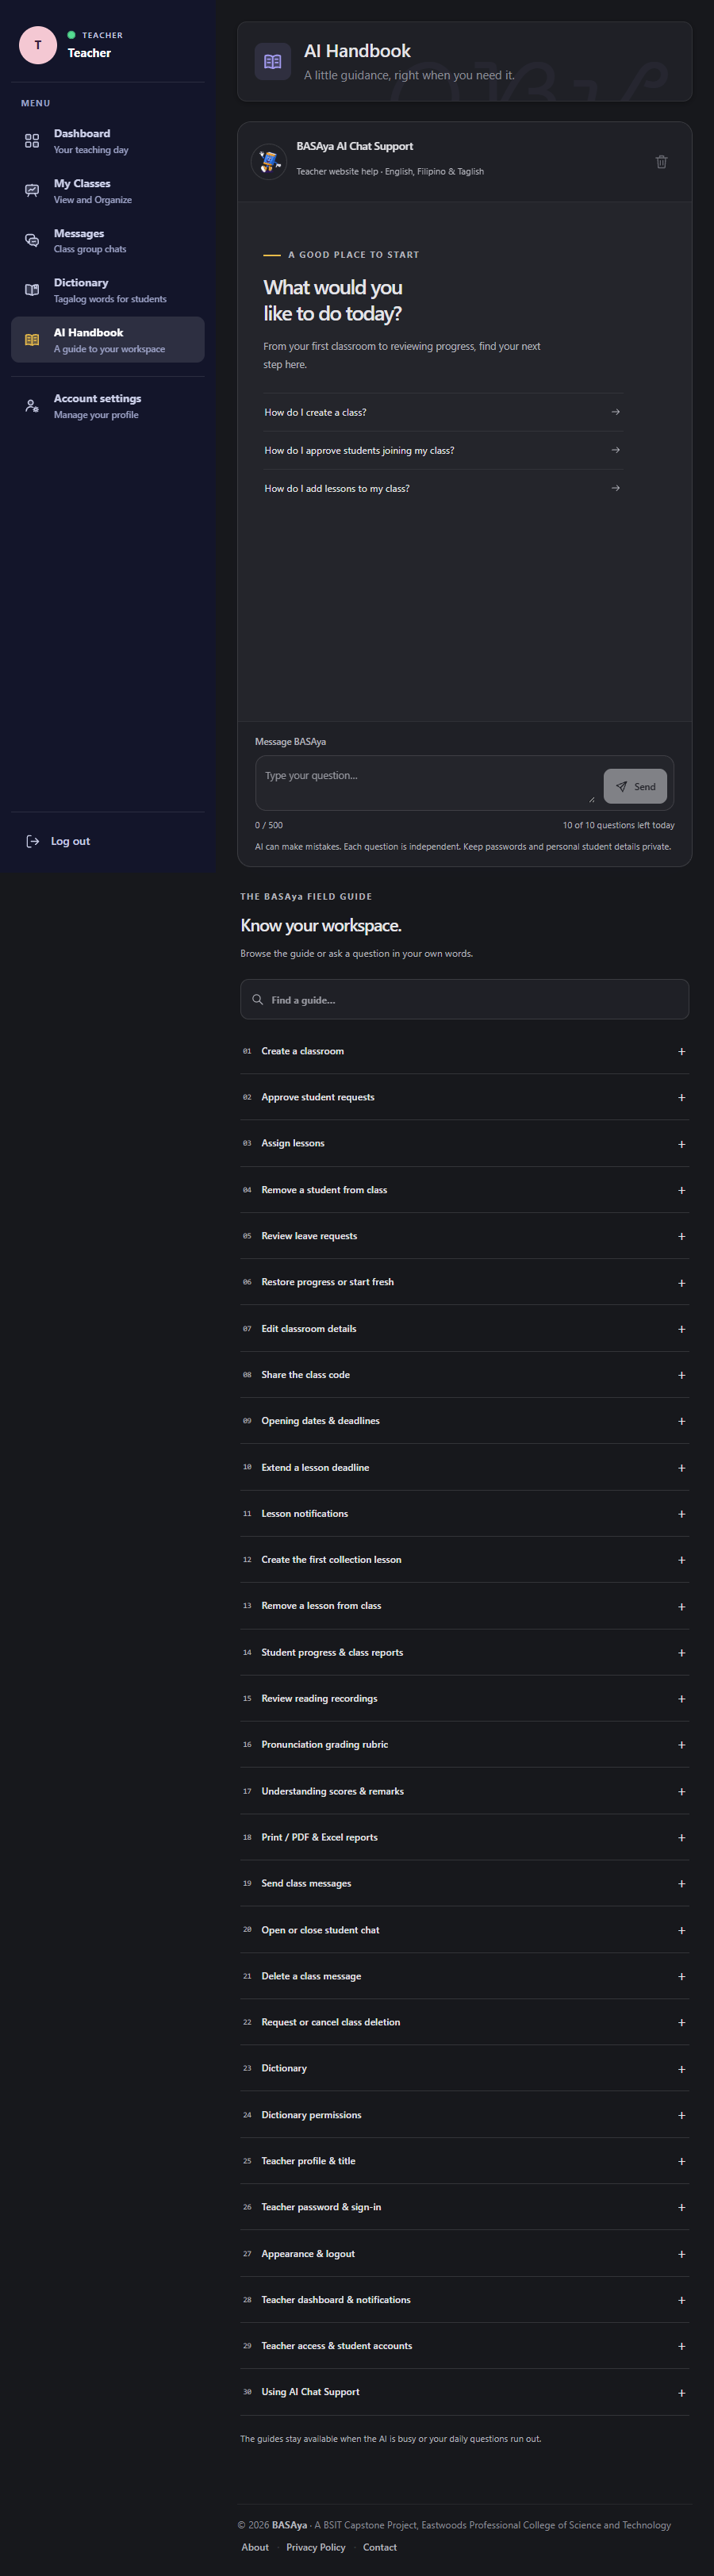 T
TEACHER
Teacher
MENU
Dashboard
Your teaching day
My Classes
View and Organize
Messages
Class group chats
Dictionary
Tagalog words for students
AI Handbook
A guide to your workspace
Account settings
Manage your profile
Log out
AI Handbook
A little guidance, right when you need it.
BASAya AI Chat Support
Teacher website help · English, Filipino & Taglish
A GOOD PLACE TO START
What would you
like to do today?
From your first classroom to reviewing progress, find your next
step here.
How do I create a class?
How do I approve students joining my class?
How do I add lessons to my class?
Message BASAya
Type your question...
Send
0 / 500
10 of 10 questions left today
AI can make mistakes. Each question is independent. Keep passwords and personal student details private.
THE BASAya FIELD GUIDE
Know your workspace.
Browse the guide or ask a question in your own words.
Find a guide...
01 Create a classroom +
02 Approve student requests +
03 Assign lessons +
04 Remove a student from class +
05 Review leave requests +
06 Restore progress or start fresh +
07 Edit classroom details +
08 Share the class code +
09 Opening dates & deadlines +
10 Extend a lesson deadline +
11 Lesson notifications +
12 Create the first collection lesson +
13 Remove a lesson from class +
14 Student progress & class reports +
15 Review reading recordings +
16 Pronunciation grading rubric +
17 Understanding scores & remarks +
18 Print / PDF & Excel reports +
19 Send class messages +
20 Open or close student chat +
21 Delete a class message +
22 Request or cancel class deletion +
23 Dictionary +
24 Dictionary permissions +
25 Teacher profile & title +
26 Teacher password & sign-in +
27 Appearance & logout +
28 Teacher dashboard & notifications +
29 Teacher access & student accounts +
30 Using AI Chat Support +
The guides stay available when the AI is busy or your daily questions run out.
© 2026 BASAya · A BSIT Capstone Project, Eastwoods Professional College of Science and Technology
About · Privacy Policy · Contact